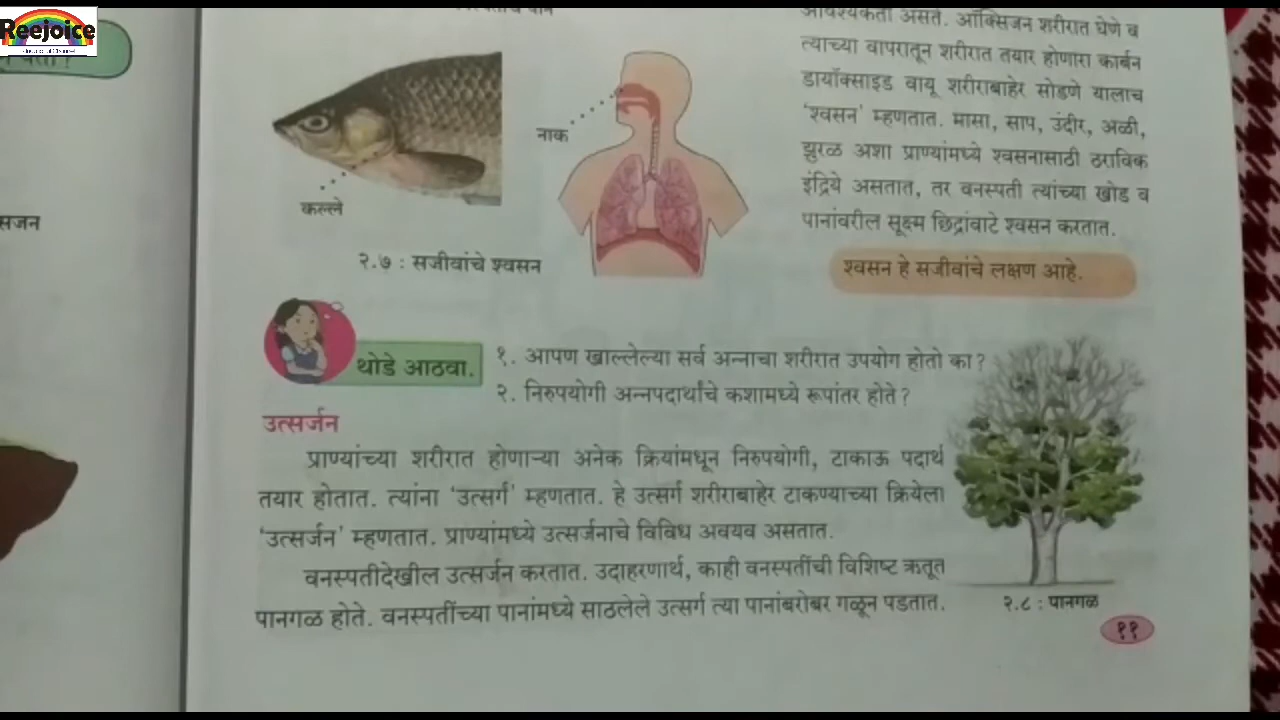 Reejoice
सजन
कल्ले
नाक
२.७ : सजीवांचे श्वसन
आवश्यकता असते. ऑक्सिजन शरीरात घेणे व
त्याच्या वापरातून शरीरात तयार होणारा कार्बन
डायॉक्साइड वायू शरीराबाहेर सोडणे यालाच
‘श्वसन’ म्हणतात. मासा, साप, उंदीर, अळी,
झुरळ अशा प्राण्यांमध्ये श्वसनासाठी ठराविक
इंद्रिये असतात, तर वनस्पती त्यांच्या खोड व
पानांवरील सूक्ष्म छिद्रांवाटे श्वसन करतात.
श्वसन हे सजीवांचे लक्षण आहे.
थोडे आठवा.
१. आपण खाल्लेल्या सर्व अन्नाचा शरीरात उपयोग होतो का ?
२. निरुपयोगी अन्नपदार्थांचे कशामध्ये रूपांतर होते ?
उत्सर्जन
प्राण्यांच्या शरीरात होणाऱ्या अनेक क्रियांमधून निरुपयोगी, टाकाऊ पदार्थ
तयार होतात. त्यांना ‘उत्सर्ग’ म्हणतात. हे उत्सर्ग शरीराबाहेर टाकण्याच्या क्रियेला
‘उत्सर्जन’ म्हणतात. प्राण्यांमध्ये उत्सर्जनाचे विविध अवयव असतात.
वनस्पतीदेखील उत्सर्जन करतात. उदाहरणार्थ, काही वनस्पतींची विशिष्ट ऋतूत
पानगळ होते. वनस्पतींच्या पानांमध्ये साठलेले उत्सर्ग त्या पानांबरोबर गळून पडतात.
२.८ : पानगळ
११